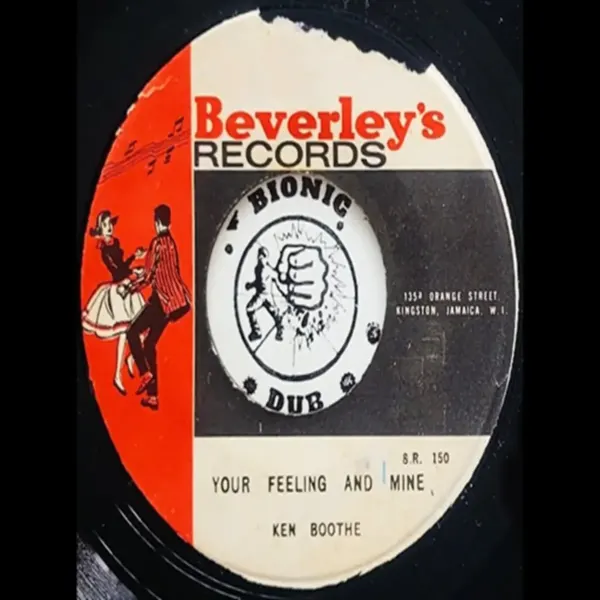 Beverley's
RECORDS
BIONIC
DUB
135a ORANGE STREET
KINGSTON, JAMAICA. W.I.
S.R. 150
YOUR FEELING AND MINE
KEN BOOTHE